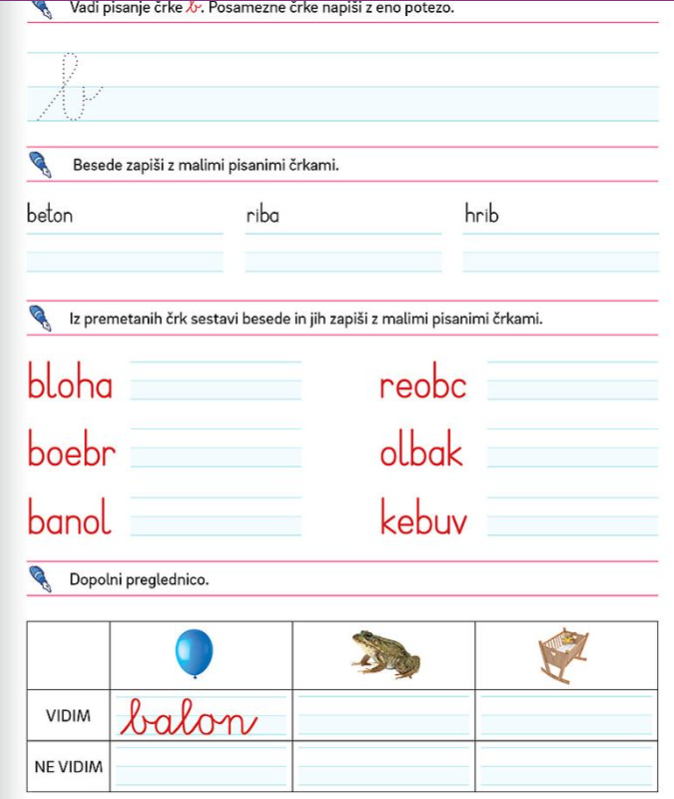 Vadi pisanje črke b. Posamezne črke napiši z eno potezo.
b
Besede zapiši z malimi pisanimi črkami.
beton riba hrib
Iz premetanih črk sestavi besede in jih zapiši z malimi pisanimi črkami.
bloha reobc
boebr olbak
banol kebuv
Dopolni preglednico.
VIDIM balon
NE VIDIM